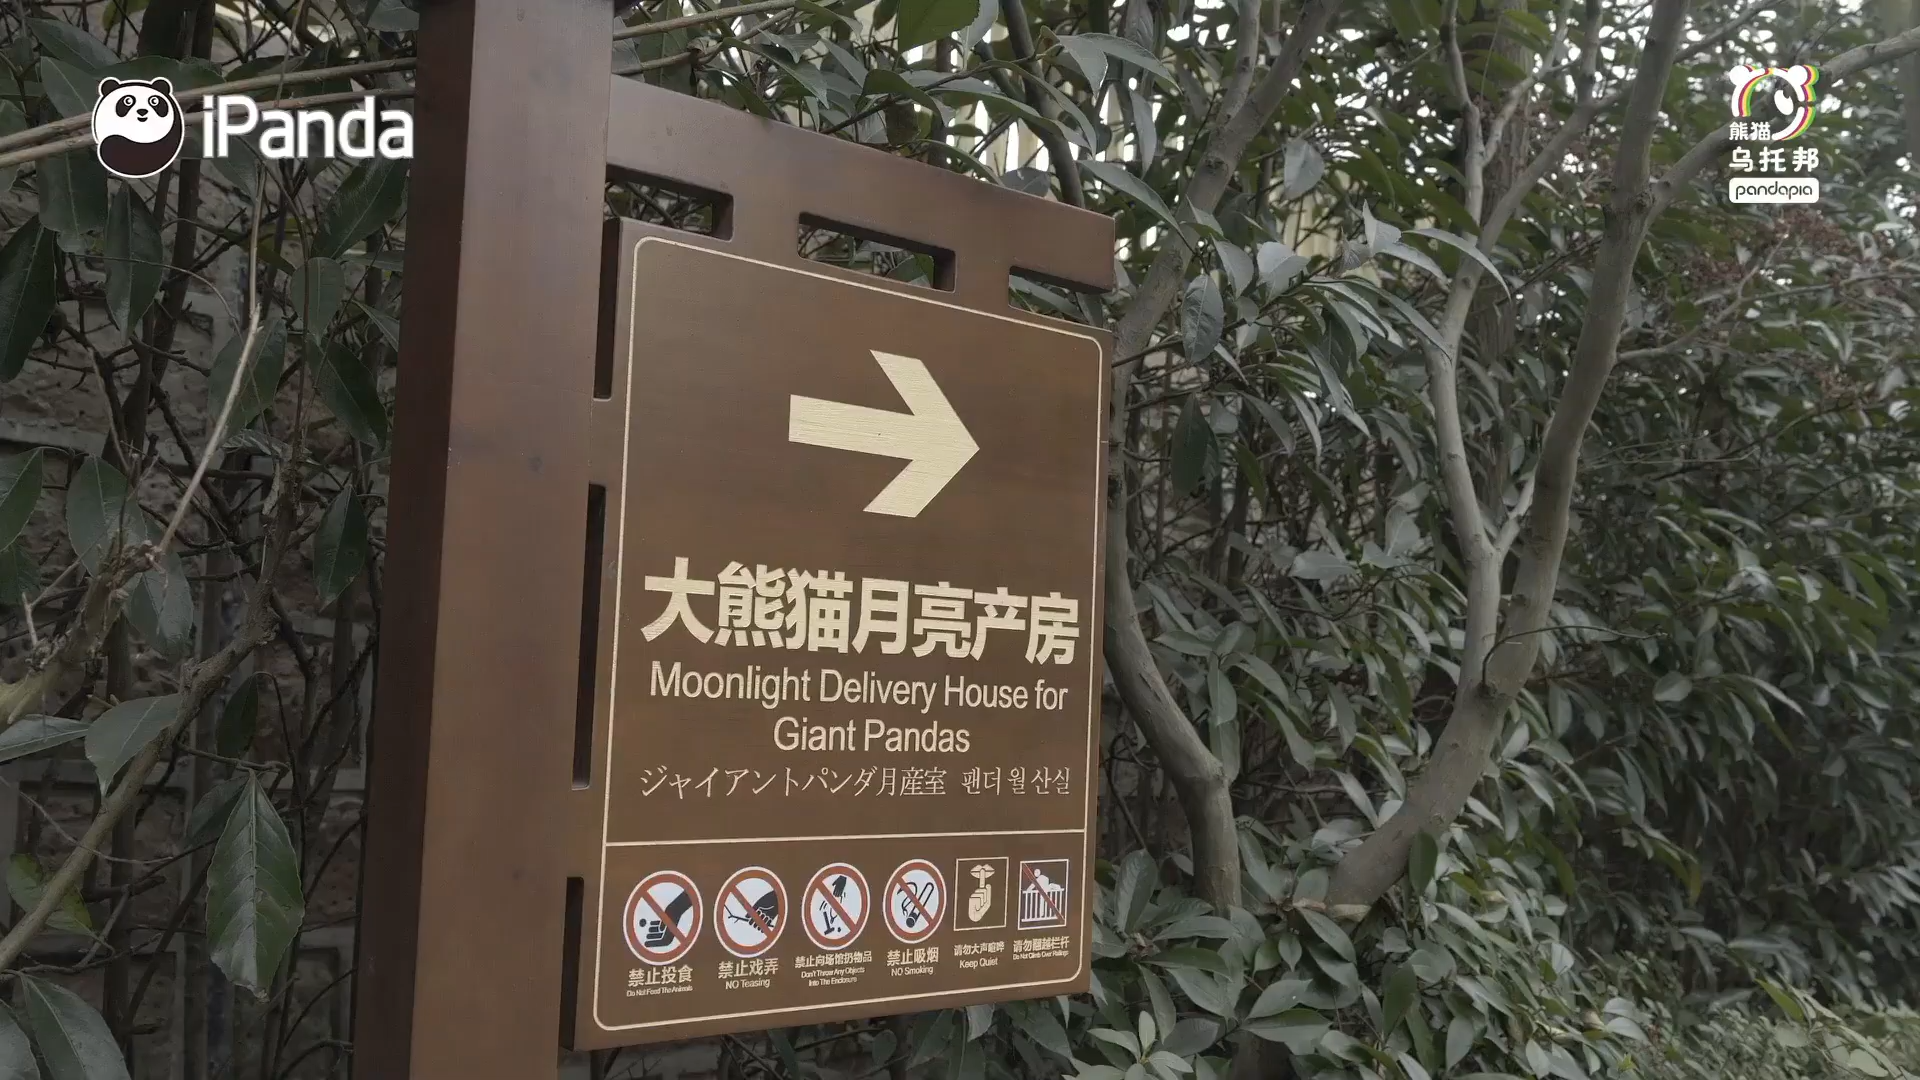 iPanda
熊猫
乌托邦
pandapia
大熊猫月亮产房
Moonlight Delivery House for
Giant Pandas
ジャイアントパンダ月産室 팬더 월 산실
禁止投食
Do Not Feed The Animals
禁止戏弄
NO Teasing
禁止向场馆扔物品
Don't Throw Any Objects
Into The Enclosure
禁止吸烟
NO Smoking
请勿大声喧哗
Keep Quiet
请勿翻越栏杆
Do Not Climb Over Railings